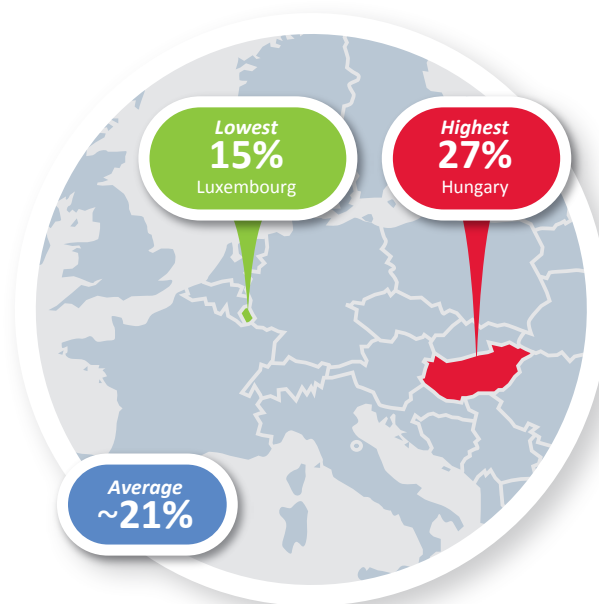 Lowest
15%
Luxembourg
Highest
27%
Hungary
Average
~21%